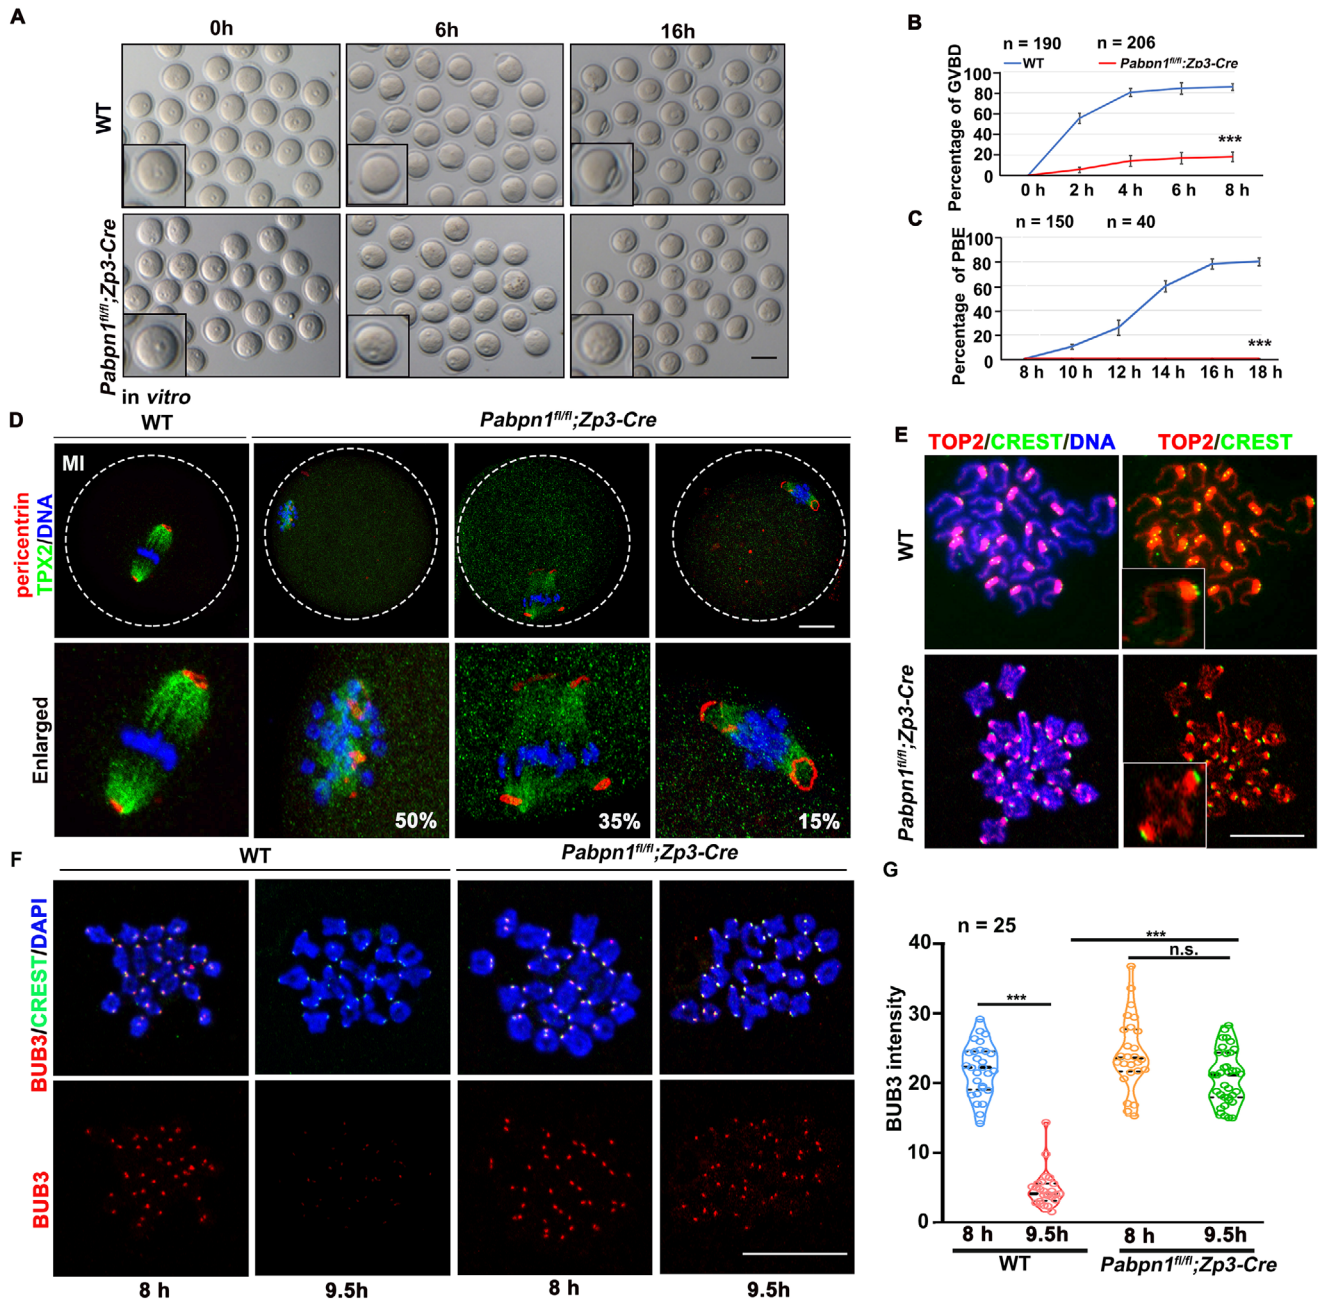 A
0h
6h
16h
WT
Pabpn1fl/fl;Zp3-Cre
in vitro
B
n = 190
n = 206
WT
Pabpn1fl/fl;Zp3-Cre
Percentage of GVBD
100
80
60
40
20
0
***
0 h
2 h
4 h
6 h
8 h
C
n = 150
n = 40
Percentage of PBE
100
80
60
40
20
0
***
8 h
10 h
12 h
14 h
16 h
18 h
D
WT
Pabpn1fl/fl;Zp3-Cre
pericentrin
TPX2/DNA
MI
Enlarged
50%
35%
15%
E
TOP2/CREST/DNA
TOP2/CREST
WT
Pabpn1fl/fl;Zp3-Cre
F
WT
Pabpn1fl/fl;Zp3-Cre
BUB3/CREST/DAPI
BUB3
8 h
9.5h
8 h
9.5h
G
n = 25
BUB3 intensity
40
30
20
10
0
***
***
n.s.
8 h
9.5h
8 h
9.5h
WT
Pabpn1fl/fl;Zp3-Cre